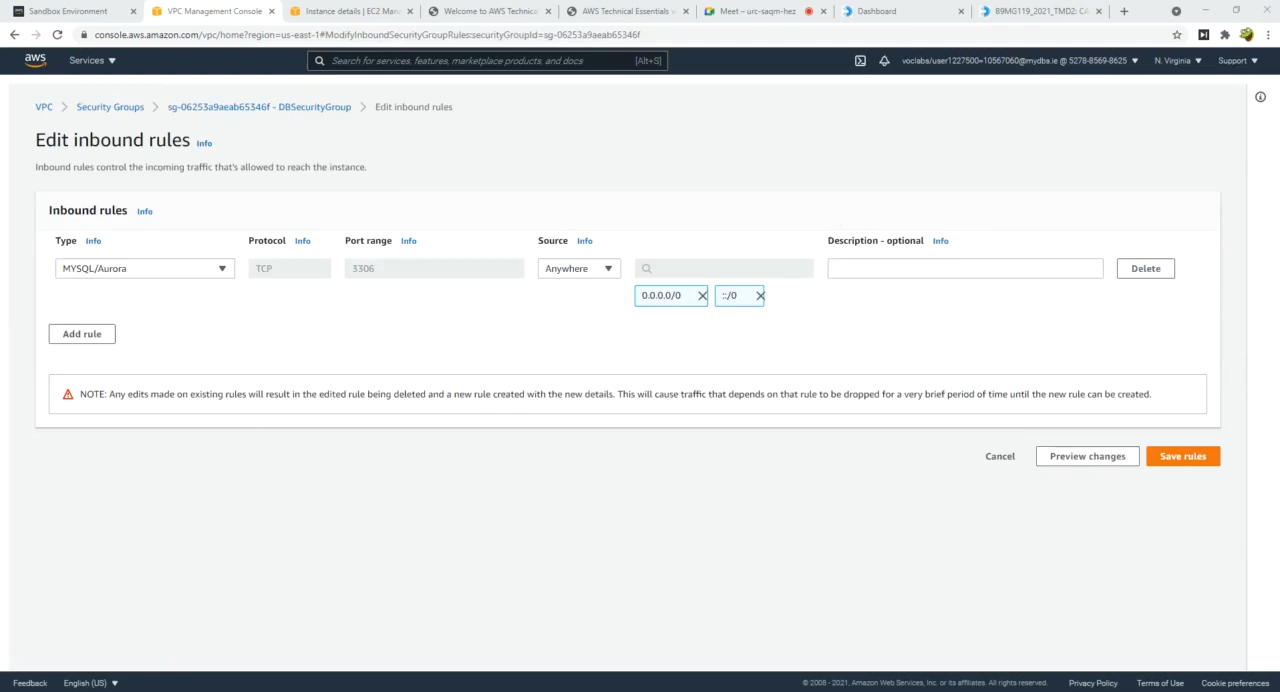 Sandbox Environment
VPC Management Console
Instance details | EC2 Mana
Welcome to AWS Technica
AWS Technical Essentials v
Meet – urc-saqm-hez
Dashboard
89MG119_2021_TMD2: CA
console.aws.amazon.com/vpc/home?region=us-east-1#ModifyInboundSecurityGroupRules:securityGroupId=sg-06253a9aeab65346f
aws
Services
Search for services, features, marketplace products, and docs
[Alt+S]
voclabs/user1227500=10567060@mydbs.ie @ 5278-8569-8625
N. Virginia
Support
VPC > Security Groups > sg-06253a9aeab65346f - DBSecurityGroup > Edit inbound rules
Edit inbound rules Info
Inbound rules control the incoming traffic that's allowed to reach the instance.
Inbound rules Info
Type Info
Protocol Info
Port range Info
Source Info
Description - optional Info
MYSQL/Aurora
TCP
3306
Anywhere
Delete
0.0.0.0/0
::/0
Add rule
NOTE: Any edits made on existing rules will result in the edited rule being deleted and a new rule created with the new details. This will cause traffic that depends on that rule to be dropped for a very brief period of time until the new rule can be created.
Cancel
Preview changes
Save rules
Feedback
English (US)
© 2008 - 2021, Amazon Web Services, Inc. or its affiliates. All rights reserved.
Privacy Policy
Terms of Use
Cookie preferences